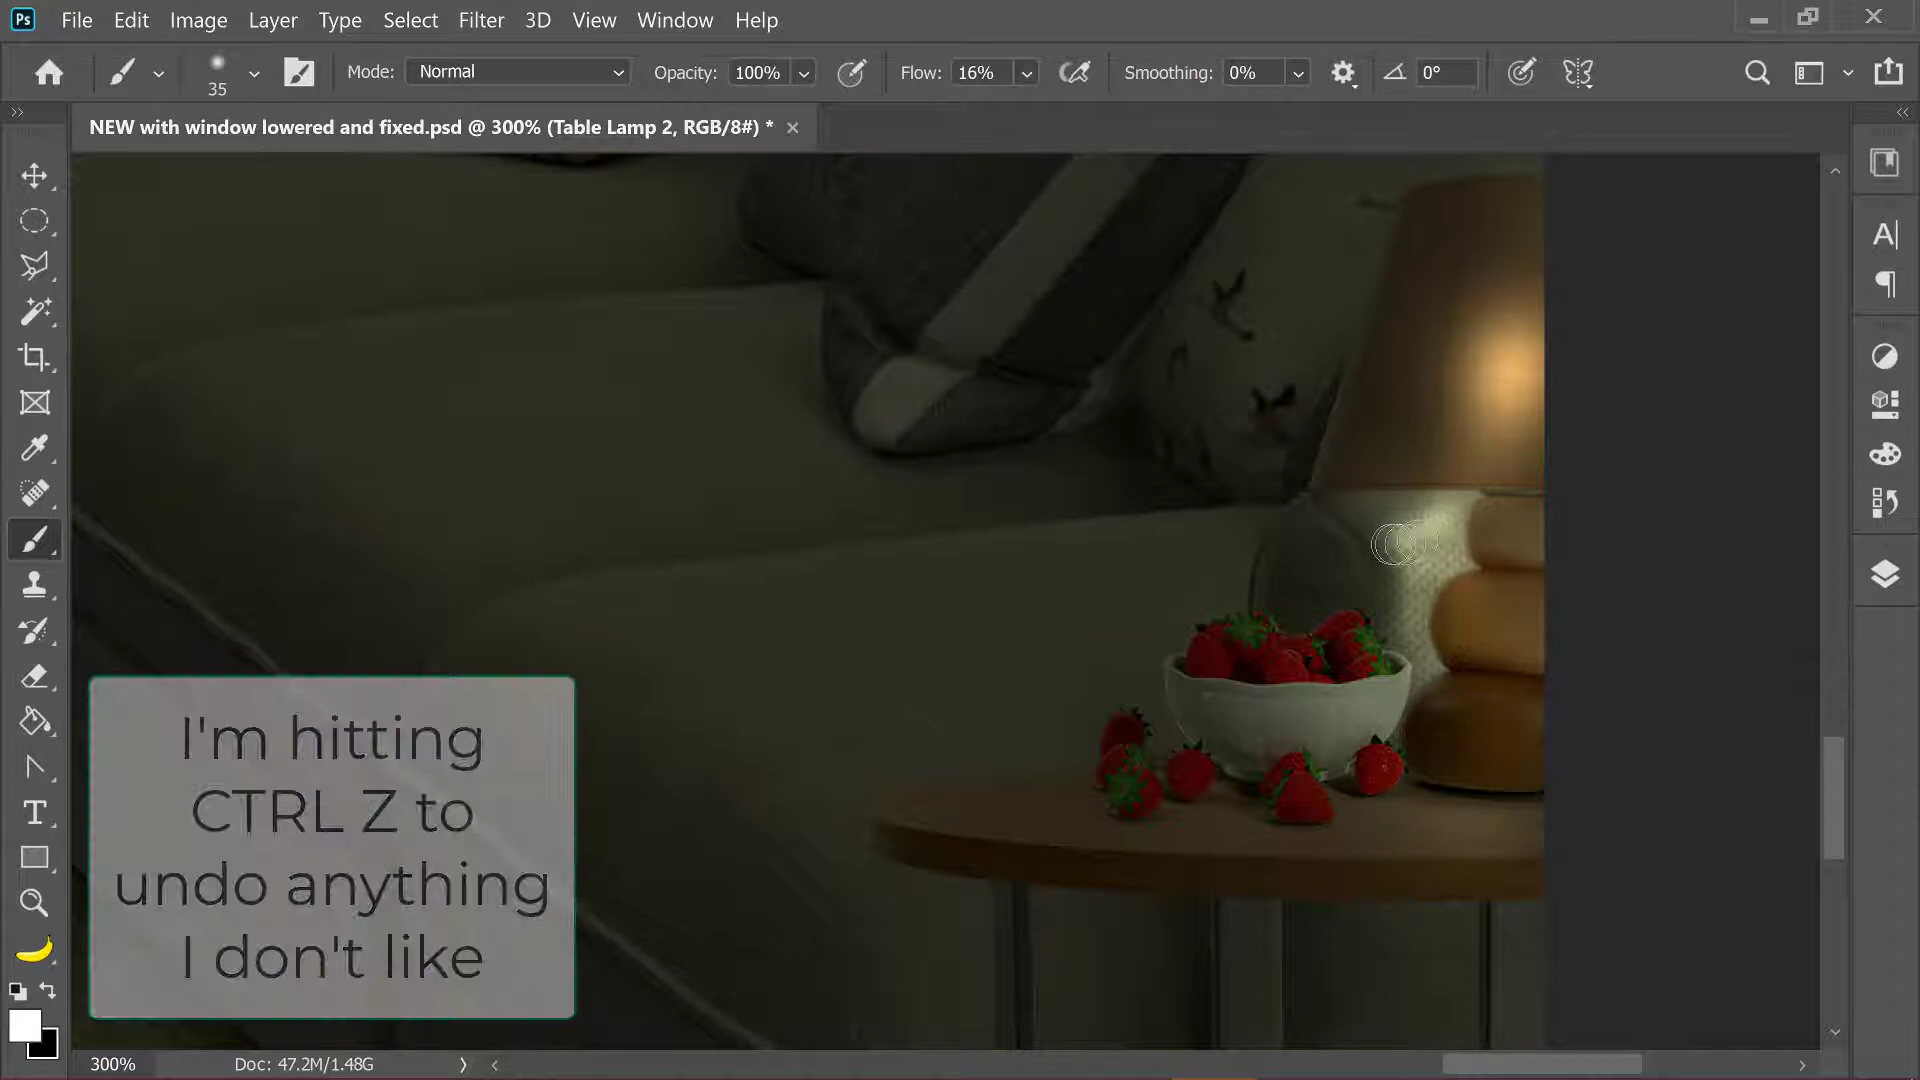 Ps File Edit Image Layer Type Select Filter 3D View Window Help
35 Mode: Normal Opacity: 100% Flow: 16% Smoothing: 0% 0°
NEW with window lowered and fixed.psd @ 300% (Table Lamp 2, RGB/8#) *
I'm hitting
CTRL Z to
undo anything
I don't like
300% Doc: 47.2M/1.48G